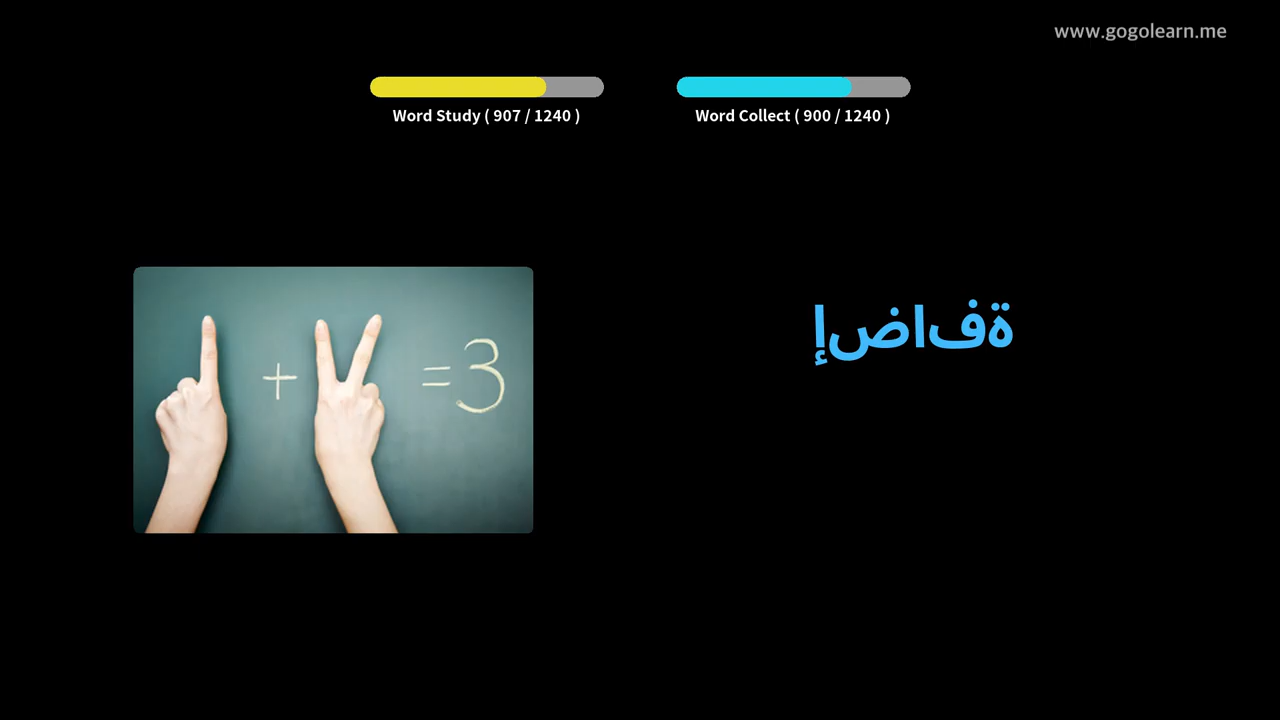 www.gogolearn.me
Word Study ( 907 / 1240 )
Word Collect ( 900 / 1240 )
+ =3
ةفاضإ